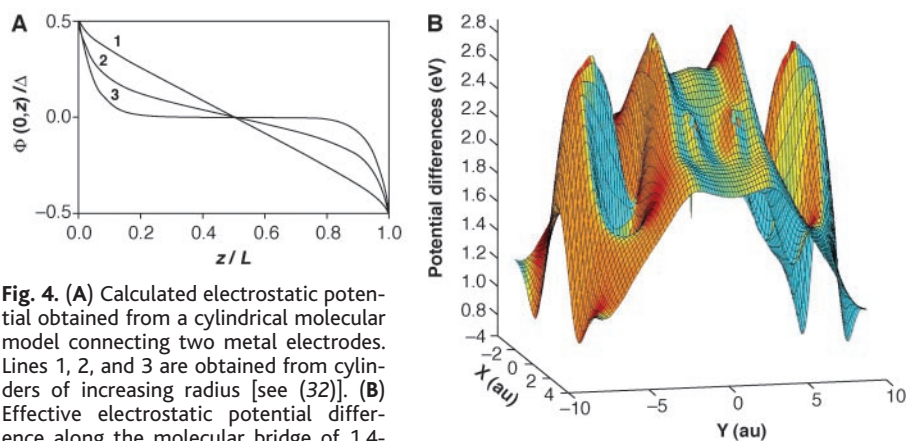 A
0.5
0.0
−0.5
Φ (0,z) /Δ
1
2
3
0.0 0.2 0.4 0.6 0.8 1.0
z / L
Fig. 4. (A) Calculated electrostatic poten-
tial obtained from a cylindrical molecular
model connecting two metal electrodes.
Lines 1, 2, and 3 are obtained from cylin-
ders of increasing radius [see (32)]. (B)
Effective electrostatic potential differ-
ence along the molecular bridge of 1,4-
B
Potential differences (eV)
2.8
2.6
2.4
2.2
2.0
1.8
1.6
1.4
1.2
1.0
0.8
−4
−2
0
2
4
X (au)
−10
−5
0
5
10
Y (au)